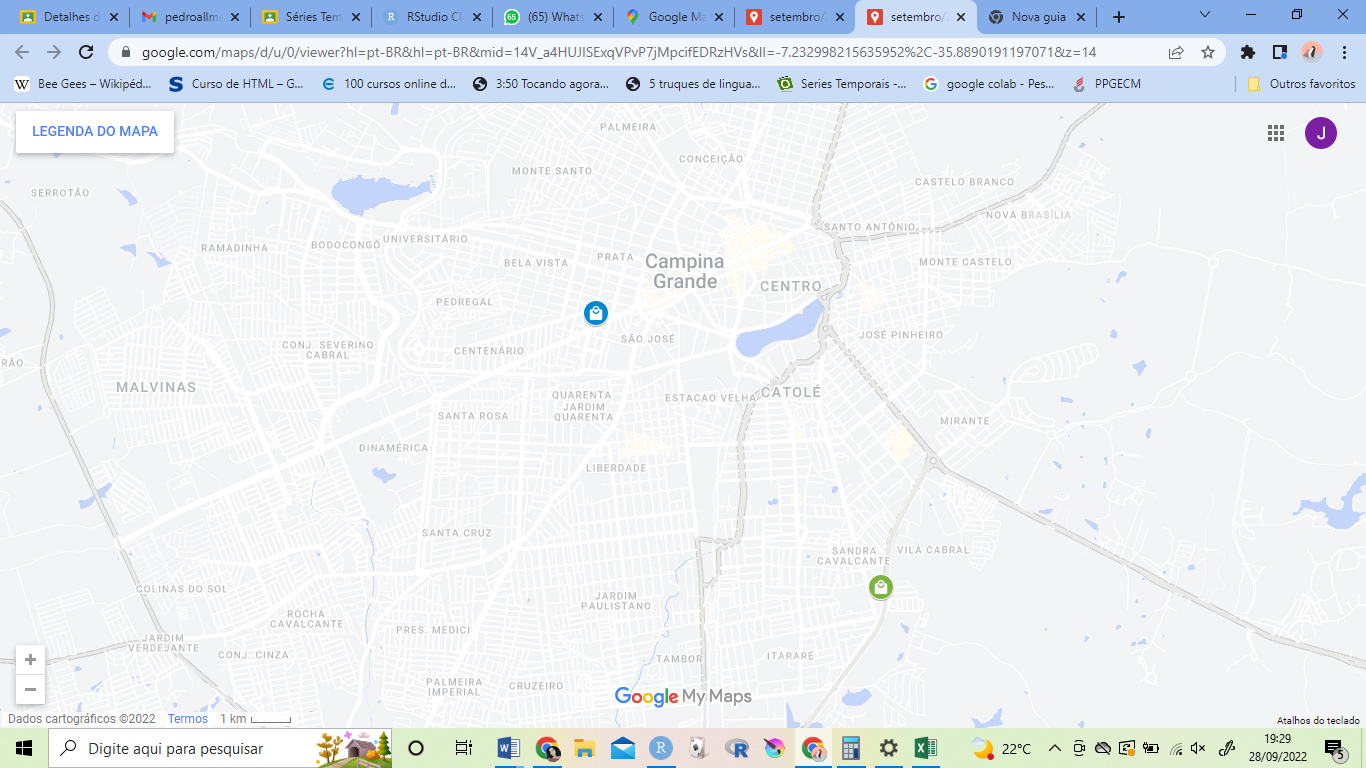 Detalhes d
pedroallm
Séries Tem
RStudio Cl
(65) Whats
Google Ma
setembro/
setembro/
Nova guia
google.com/maps/d/u/0/viewer?hl=pt-BR&hl=pt-BR&mid=14V_a4HUJlSExqVPvP7jMpcifEDRzHVs&ll=-7.232998215635952%2C-35.8890191197071&z=14
Bee Gees – Wikipéd...
Curso de HTML – G...
100 cursos online d...
3:50 Tocando agora...
5 truques de lingua...
Series Temporais -...
google colab - Pes...
PPGECM
Outros favoritos
LEGENDA DO MAPA
J
PALMEIRA
CONCEIÇÃO
MONTE SANTO
CASTELO BRANCO
SERROTÃO
NOVA BRASÍLIA
SANTO ANTÔNIO
RAMADINHA
BODOCONGÓ
UNIVERSITÁRIO
BELA VISTA
PRATA
Campina
Grande
MONTE CASTELO
CENTRO
PEDREGAL
SÃO JOSÉ
JOSÉ PINHEIRO
CONJ. SEVERINO
CABRAL
CENTENÁRIO
RÃO
MALVINAS
QUARENTA
JARDIM
QUARENTA
ESTACAO VELHA
CATOLÉ
SANTA ROSA
MIRANTE
DINAMÉRICA
LIBERDADE
SANTA CRUZ
SANDRA
CAVALCANTE
VILA CABRAL
COLINAS DO SOL
JARDIM
PAULISTANO
ROCHA
CAVALCANTE
PRES. MEDICI
JARDIM
VERDEJANTE
CONJ. CINZA
TAMBOR
ITARARÉ
PALMEIRA
IMPERIAL
CRUZEIRO
Google My Maps
Dados cartográficos ©2022
Termos
1 km
Atalhos do teclado
Digite aqui para pesquisar
22°C
19:29
28/09/2022
5